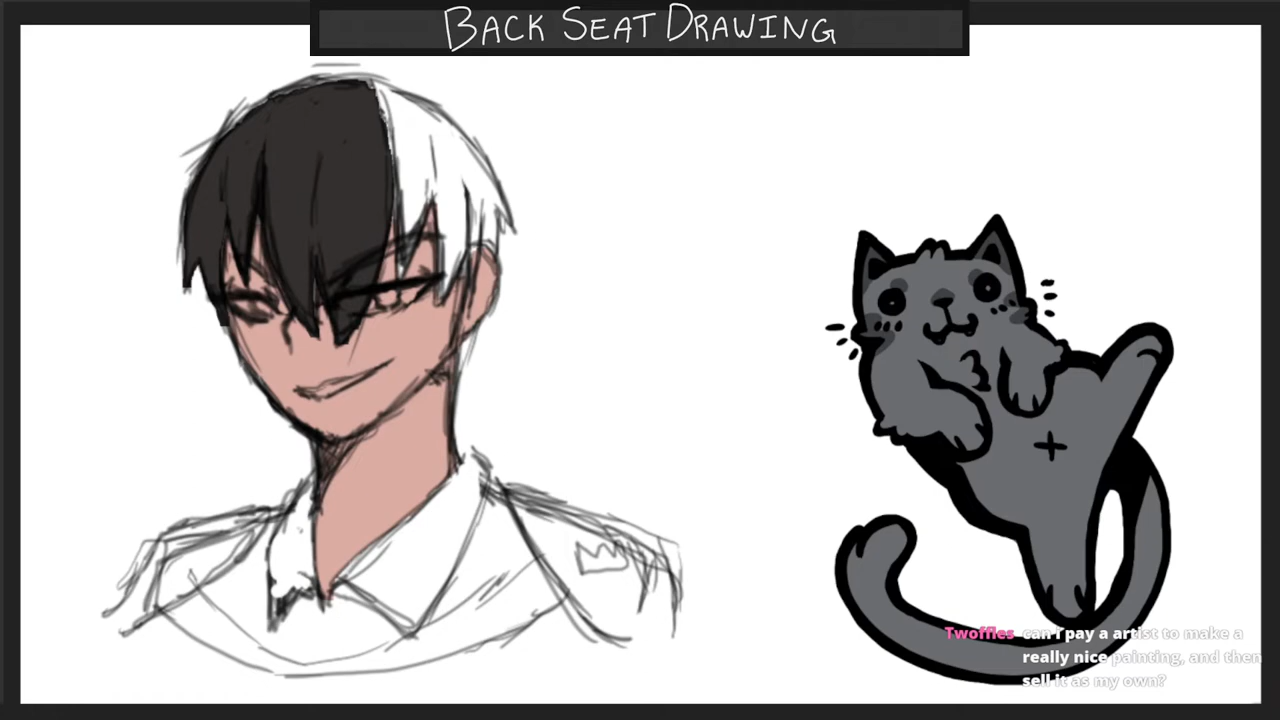 BACK SEAT DRAWING
Twoffles can I pay a artist to make a
really nice painting, and then
sell it as my own?